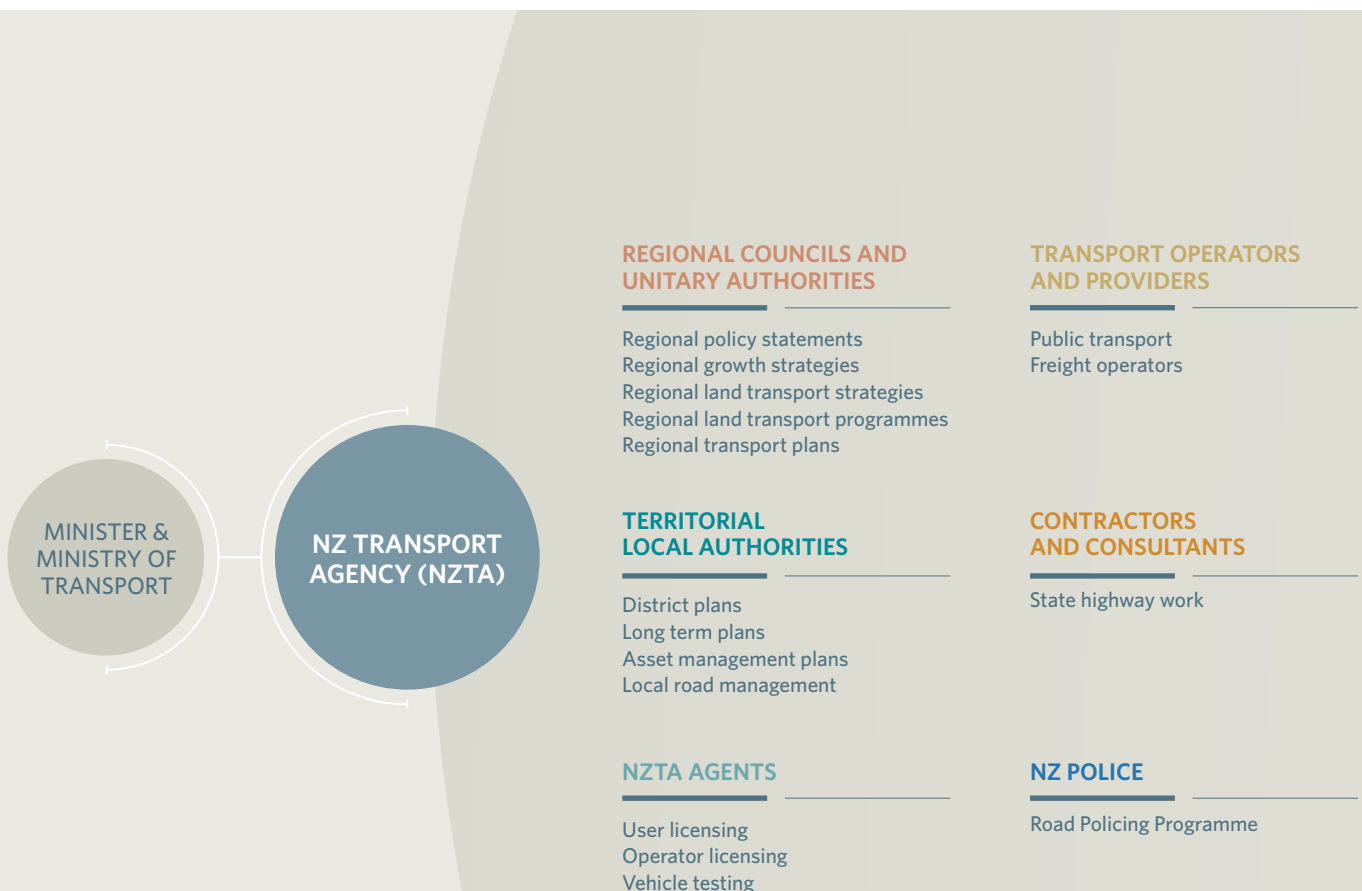 MINISTER &
MINISTRY OF
TRANSPORT
NZ TRANSPORT
AGENCY (NZTA)
REGIONAL COUNCILS AND
UNITARY AUTHORITIES
Regional policy statements
Regional growth strategies
Regional land transport strategies
Regional land transport programmes
Regional transport plans
TRANSPORT OPERATORS
AND PROVIDERS
Public transport
Freight operators
TERRITORIAL
LOCAL AUTHORITIES
District plans
Long term plans
Asset management plans
Local road management
CONTRACTORS
AND CONSULTANTS
State highway work
NZTA AGENTS
User licensing
Operator licensing
Vehicle testing
NZ POLICE
Road Policing Programme